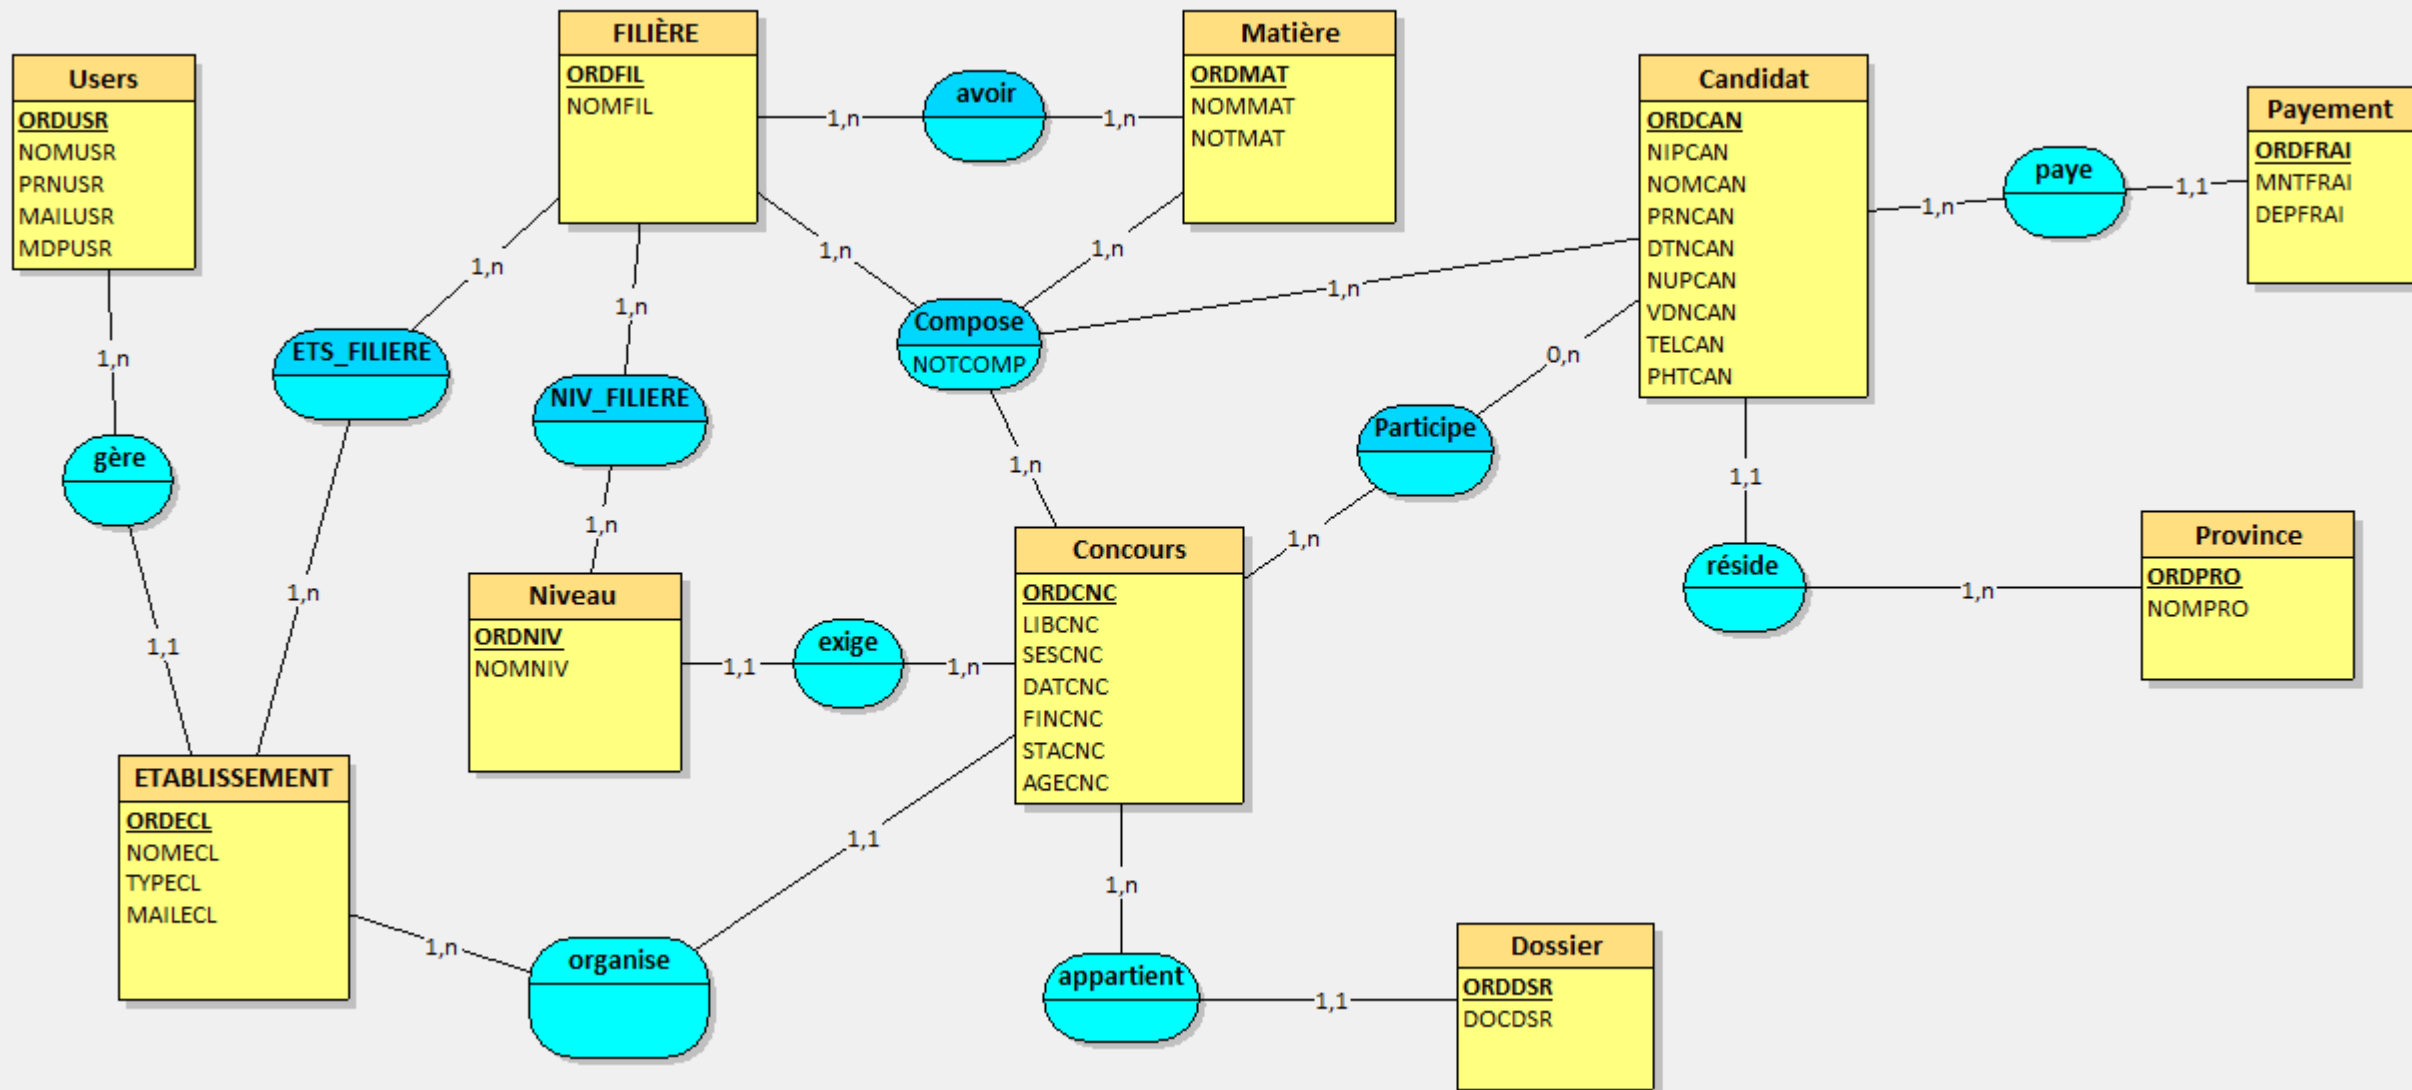 Users
ORDUSR
NOMUSR
PRNUSR
MAILUSR
MDPUSR
FILIÈRE
ORDFIL
NOMFIL
1,n
avoir
1,n
Matière
ORDMAT
NOMMAT
NOTMAT
Candidat
ORDCAN
NIPCAN
NOMCAN
PRNCAN
DTNCAN
NUPCAN
VDNCAN
TELCAN
PHTCAN
1,n
paye
1,1
Payement
ORDFRAI
MNTFRAI
DEPFRAI
1,n
1,n
1,n
1,n
1,n
1,n
ETS_FILIERE
NIV_FILIERE
Compose
NOTCOMP
0,n
Participe
gère
1,n
1,n
1,n
1,1
1,n
1,1
réside
1,n
Province
ORDPRO
NOMPRO
Niveau
ORDNIV
NOMNIV
1,1
exige
1,n
Concours
ORDCNC
LIBCNC
SESCNC
DATCNC
FINCNC
STACNC
AGECNC
ETABLISSEMENT
ORDECL
NOMECL
TYPECL
MAILECL
1,n
organise
1,1
1,n
appartient
1,1
Dossier
ORDDSR
DOCDSR